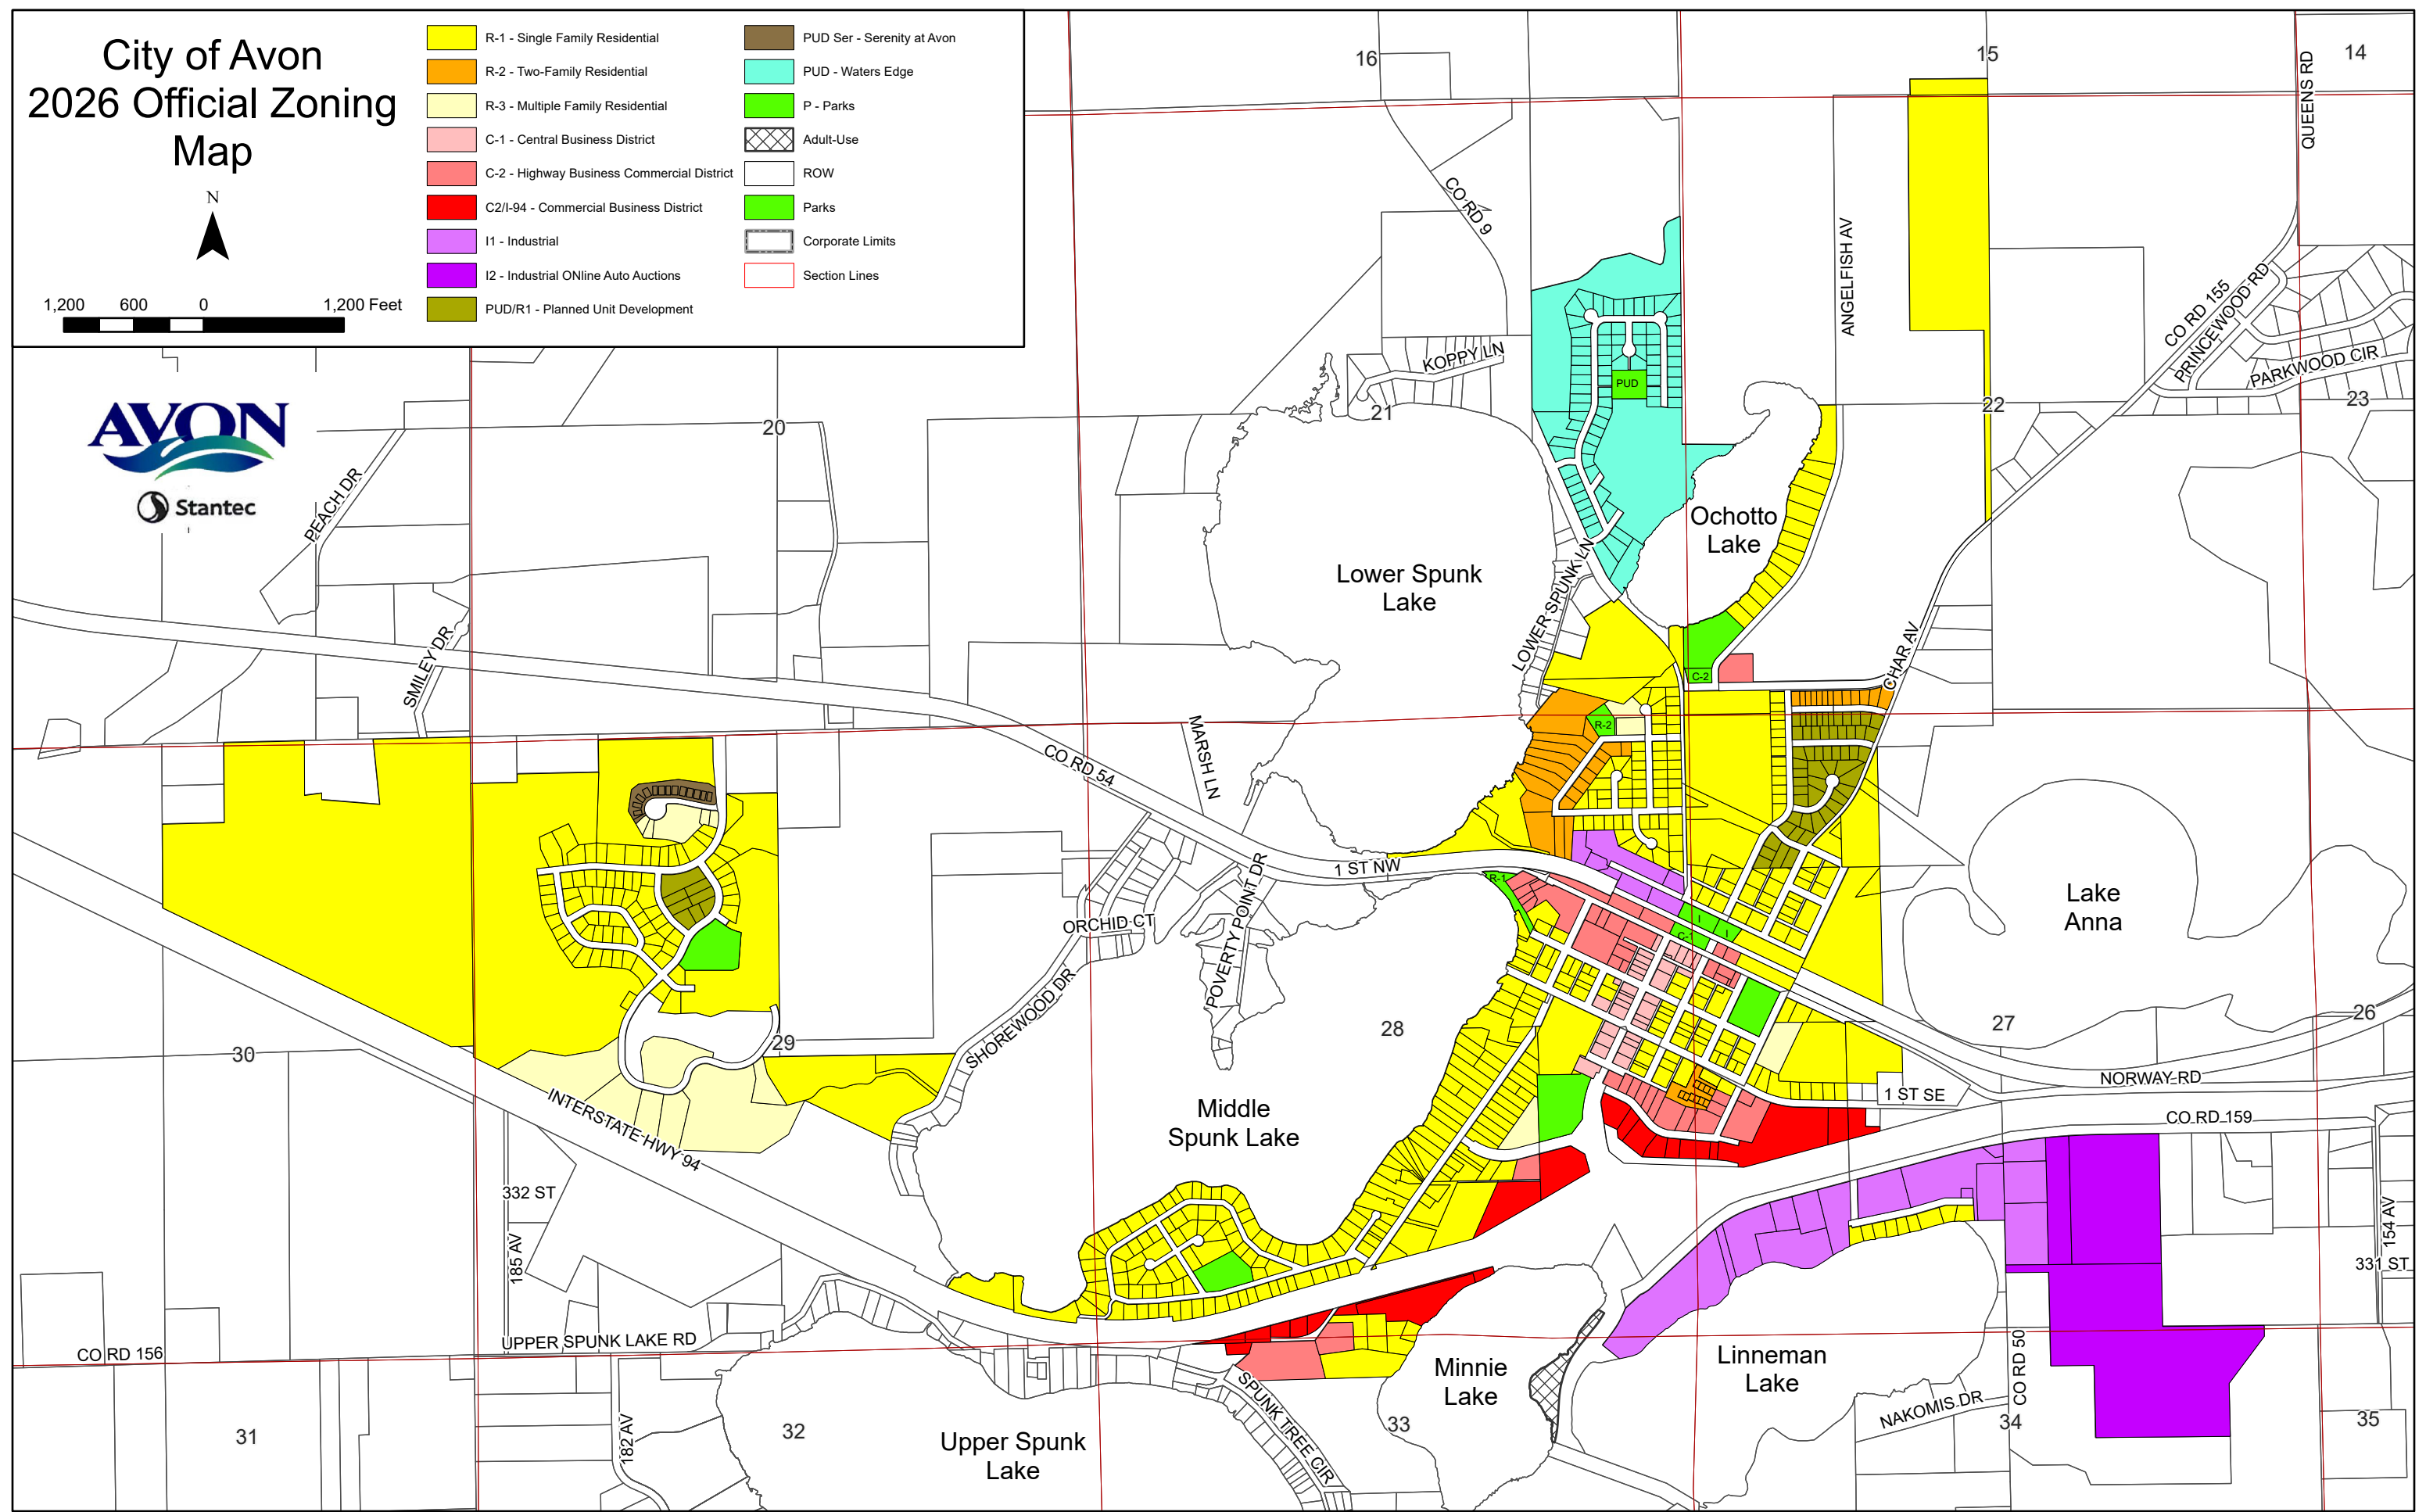 City of Avon
2026 Official Zoning
Map
N
1,200 600 0 1,200 Feet
R-1 - Single Family Residential
R-2 - Two-Family Residential
R-3 - Multiple Family Residential
C-1 - Central Business District
C-2 - Highway Business Commercial District
C2/I-94 - Commercial Business District
I1 - Industrial
I2 - Industrial ONline Auto Auctions
PUD/R1 - Planned Unit Development
PUD Ser - Serenity at Avon
PUD - Waters Edge
P - Parks
Adult-Use
ROW
Parks
Corporate Limits
Section Lines
AVON
Stantec
16
15
14
QUEENS RD
CO RD 9
ANGELFISH AV
CO RD 155
PRINCEWOOD RD
PARKWOOD CIR
KOPPY LN
PUD
20
21
22
23
PEACH DR
Ochotto
Lake
Lower Spunk
Lake
LOWER SPUNK LN
SMILEY DR
CHAR AV
C-2
R-2
MARSH LN
CO RD 54
1 ST NW
R-1
POVERTY POINT DR
ORCHID CT
I
C-1
I
Lake
Anna
SHOREWOOD DR
30
29
28
27
26
NORWAY RD
1 ST SE
CO RD 159
INTERSTATE HWY 94
Middle
Spunk Lake
332 ST
185 AV
154 AV
331 ST
UPPER SPUNK LAKE RD
CO RD 156
CO RD 50
Minnie
Lake
Linneman
Lake
SPUNK TREE CIR
NAKOMIS DR
31
182 AV
32
33
34
35
Upper Spunk
Lake